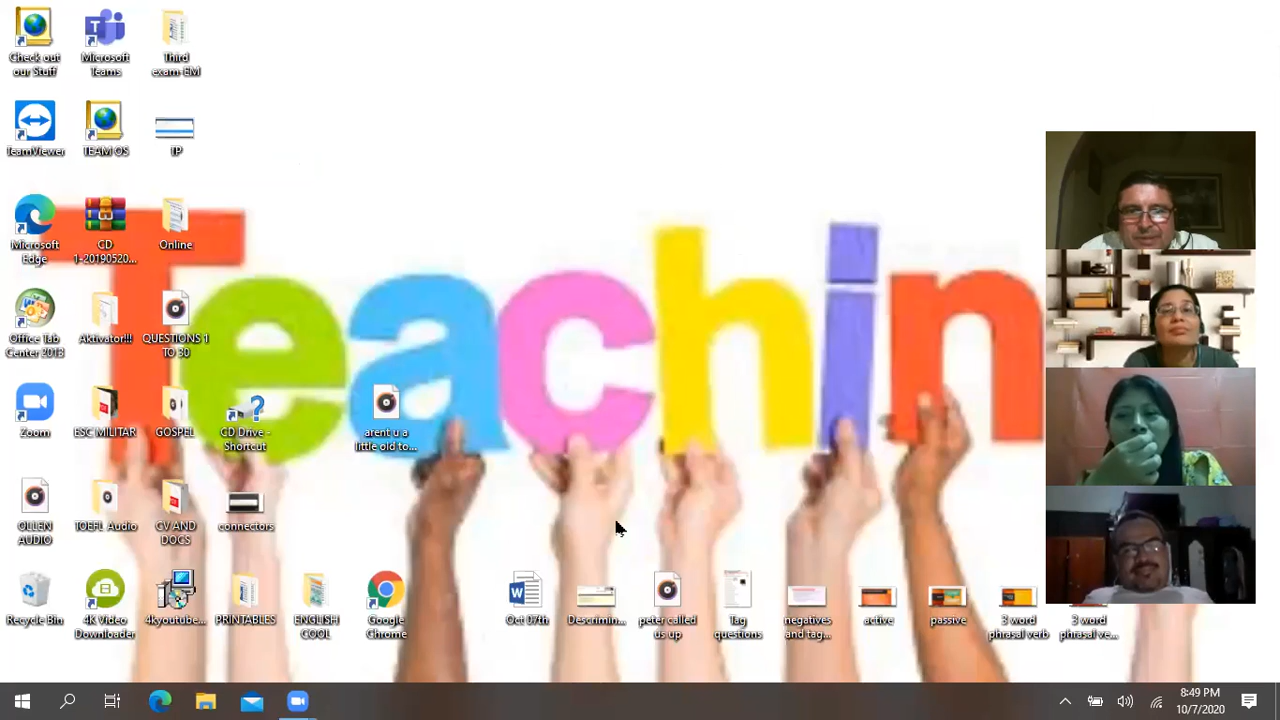 Check out
our Stuff
Microsoft
Teams
Third
exam-EM
TeamViewer
TEAM OS
TP
Microsoft
Edge
CD
1-20190520...
Online
Office Tab
Center 2013
Aktivator!!!
QUESTIONS 1
TO 30
Zoom
ESC MILITAR
GOSPEL
CD Drive -
Shortcut
arent u a
little old to...
OLLEN
AUDIO
TOEFL Audio
CV AND
DOCS
connectors
Recycle Bin
4K Video
Downloader
4kyoutube...
PRINTABLES
ENGLISH
COOL
Google
Chrome
Oct 07th
Descrimin...
peter called
us up
Tag
questions
negatives
and tag...
active
passive
3 word
phrasal verb
3 word
phrasal ve...
Teachin
8:49 PM
10/7/2020